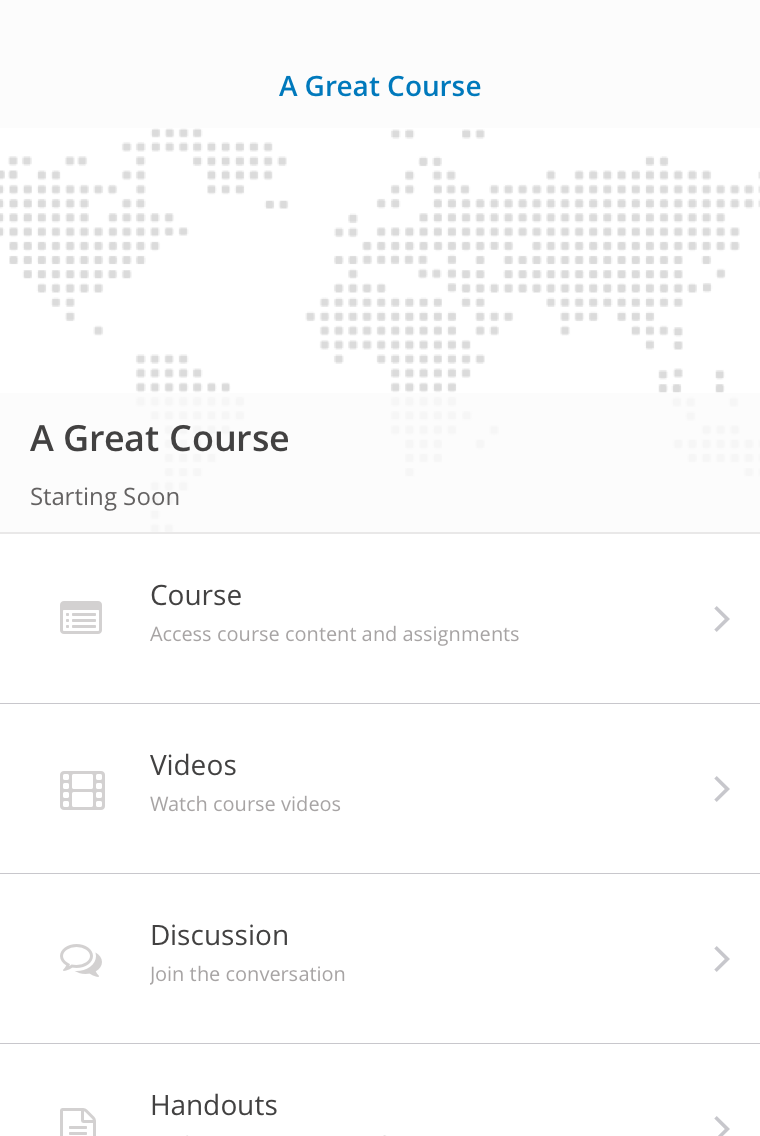 A Great Course
A Great Course
Starting Soon
Course
Access course content and assignments
Videos
Watch course videos
Discussion
Join the conversation
Handouts